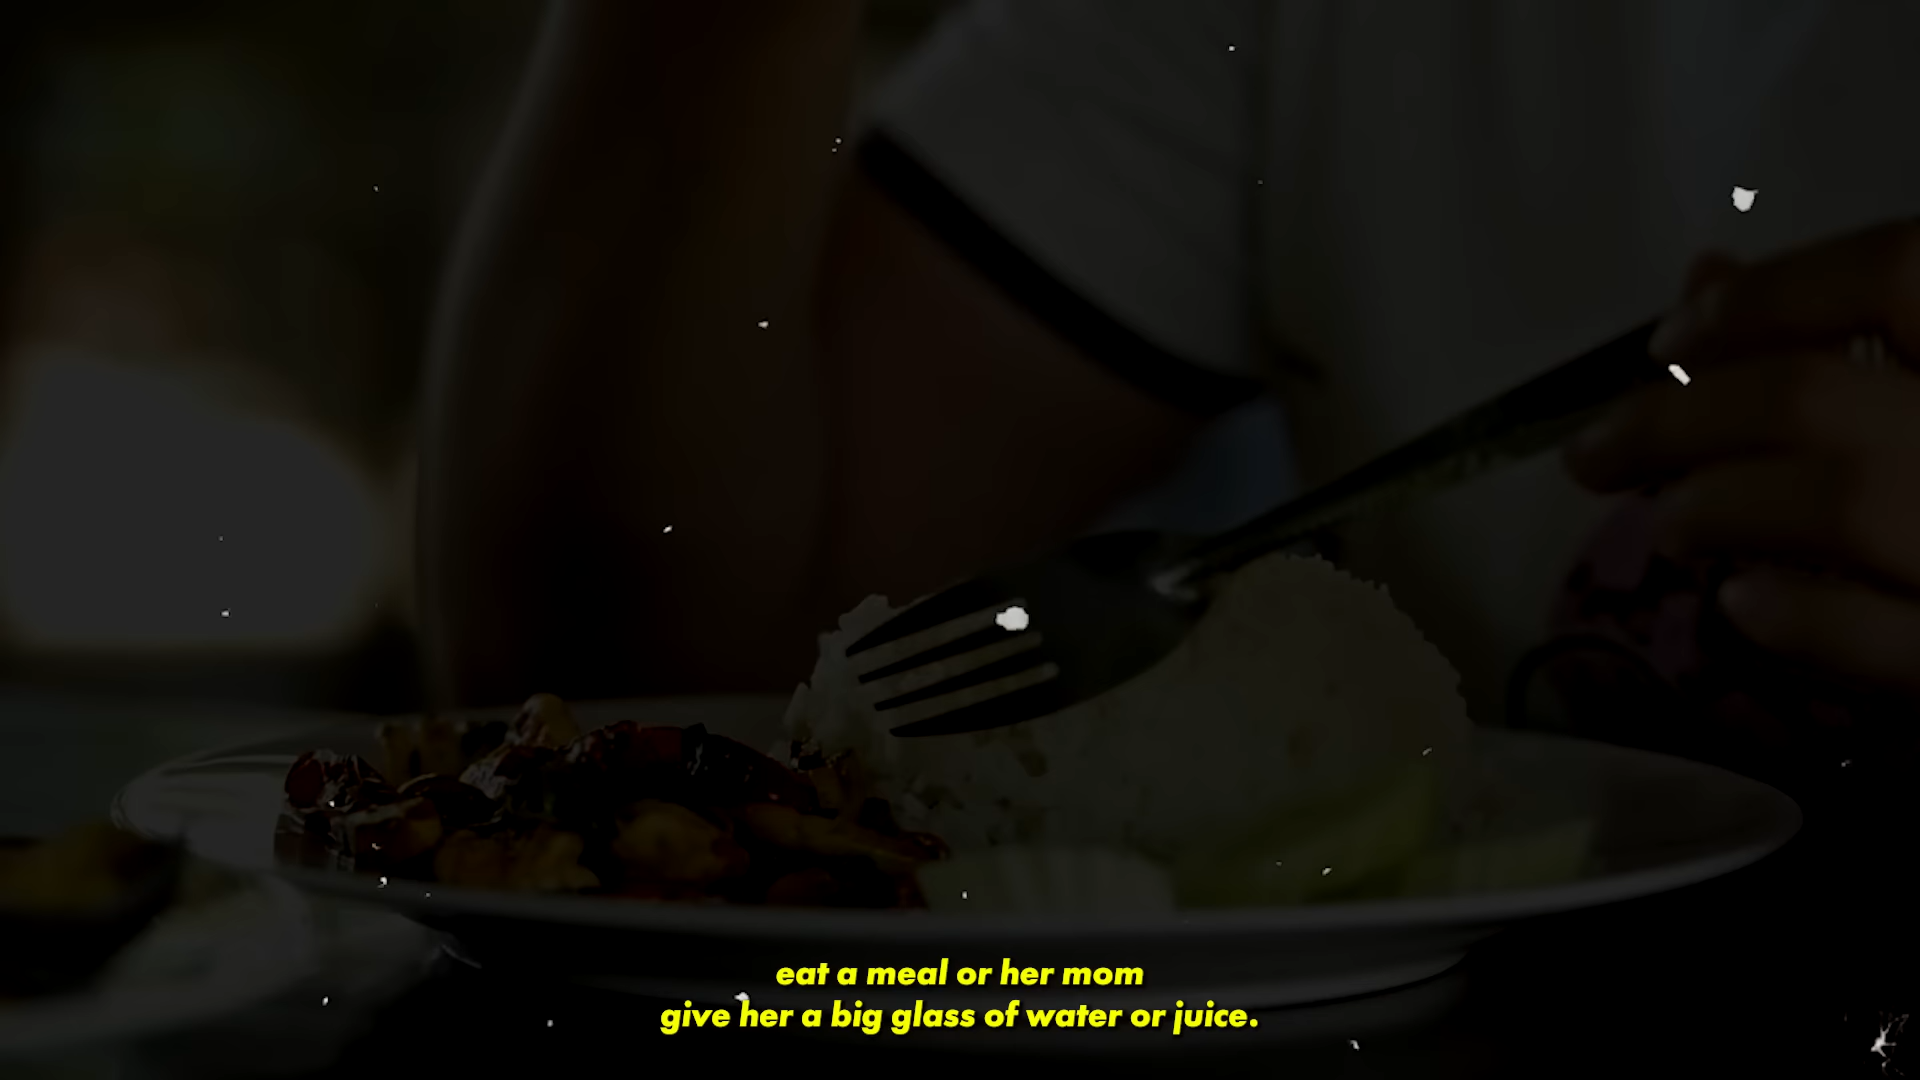 eat a meal or her mom
give her a big glass of water or juice.